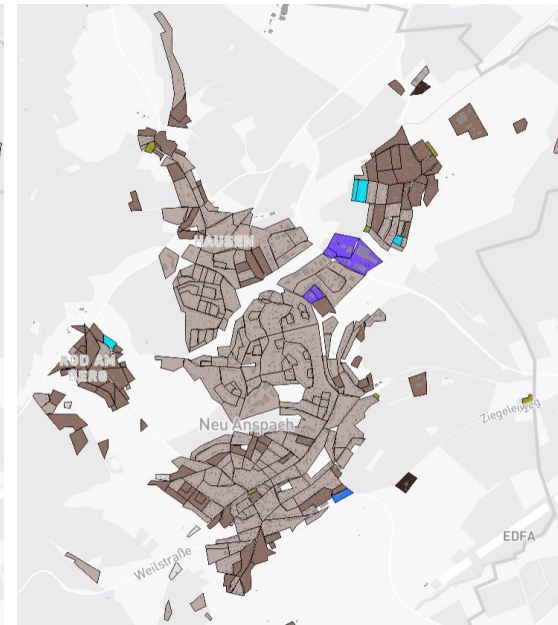 HAUSEN
ROD AM
BERG
Neu Anspach
Ziegeleiweg
EDFA
Weilstraße